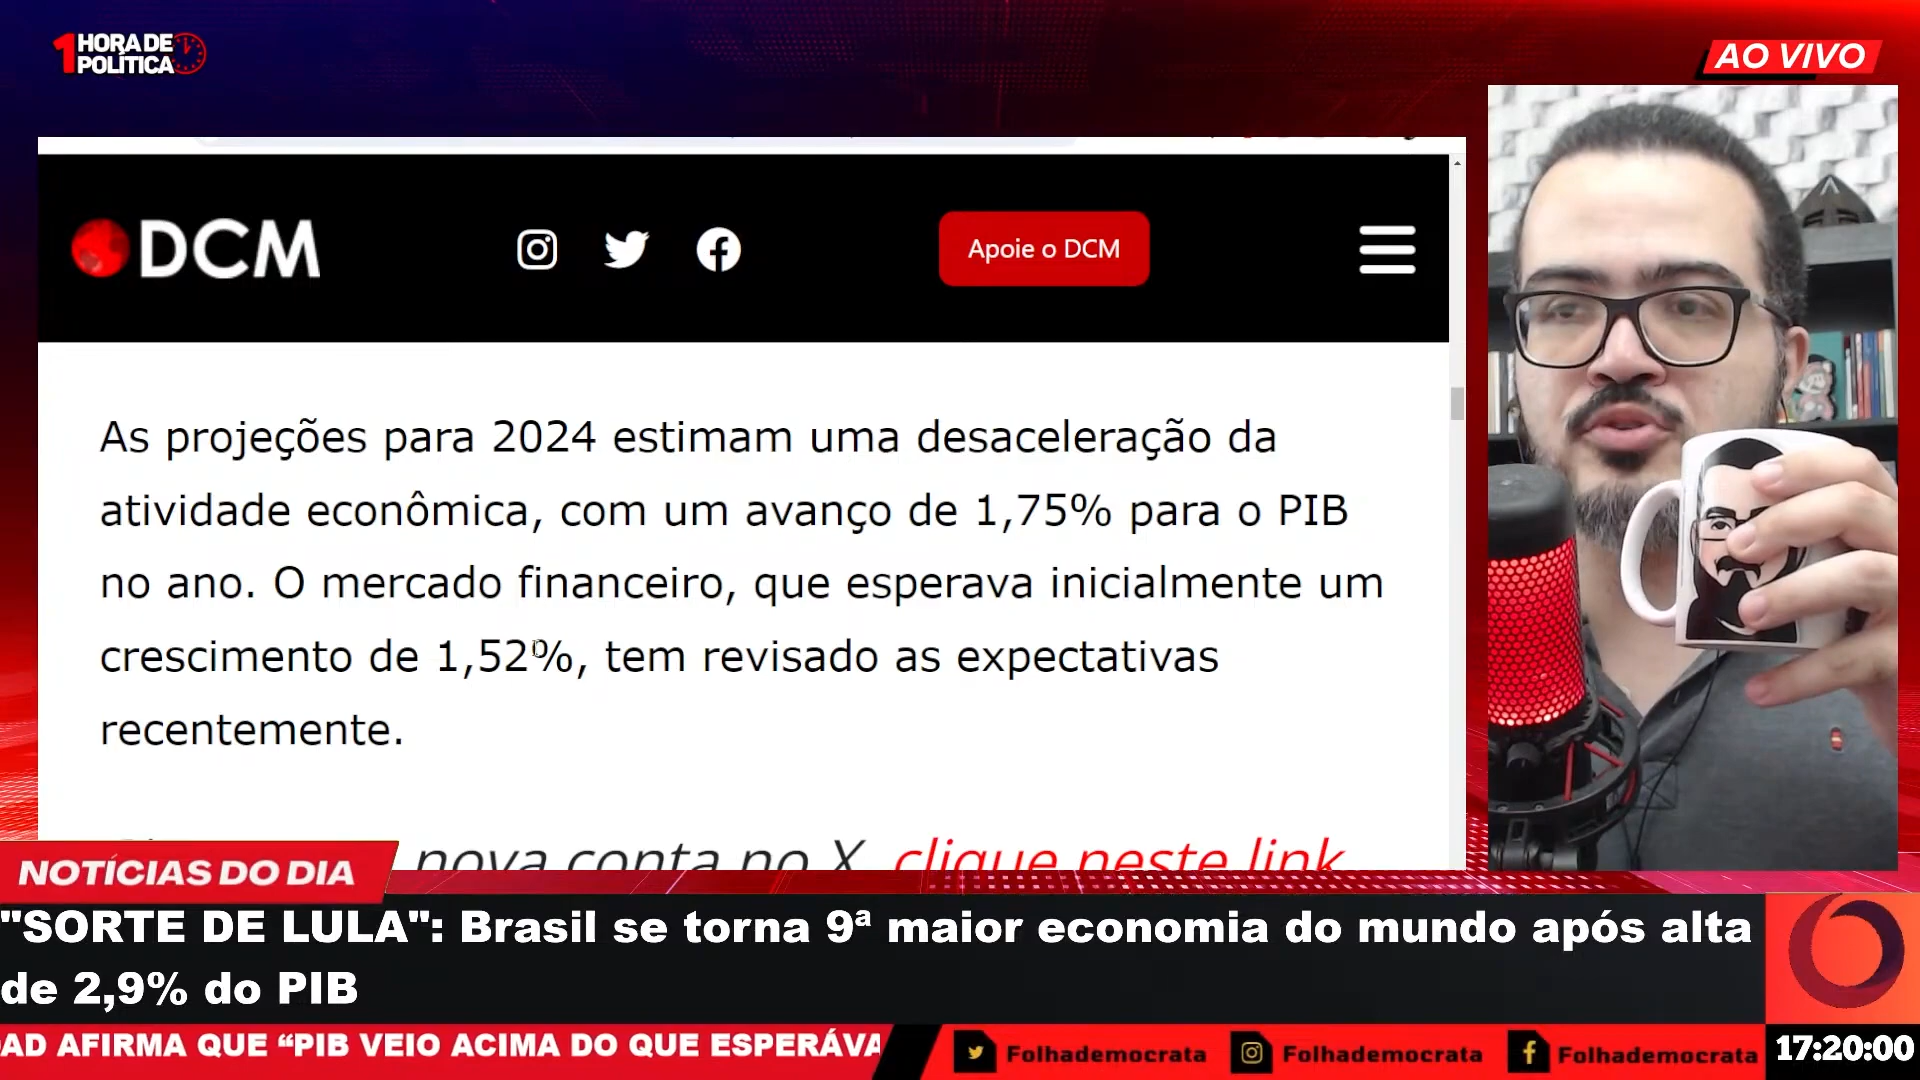 1 HORA DE
POLÍTICA
AO VIVO
DCM
Apoie o DCM
As projeções para 2024 estimam uma desaceleração da
atividade econômica, com um avanço de 1,75% para o PIB
no ano. O mercado financeiro, que esperava inicialmente um
crescimento de 1,52%, tem revisado as expectativas
recentemente.
nova conta no X, clique neste link
NOTÍCIAS DO DIA
"SORTE DE LULA": Brasil se torna 9ª maior economia do mundo após alta
de 2,9% do PIB
AD AFIRMA QUE “PIB VEIO ACIMA DO QUE ESPERÁVA
Folhademocrata
Folhademocrata
Folhademocrata
17:20:00